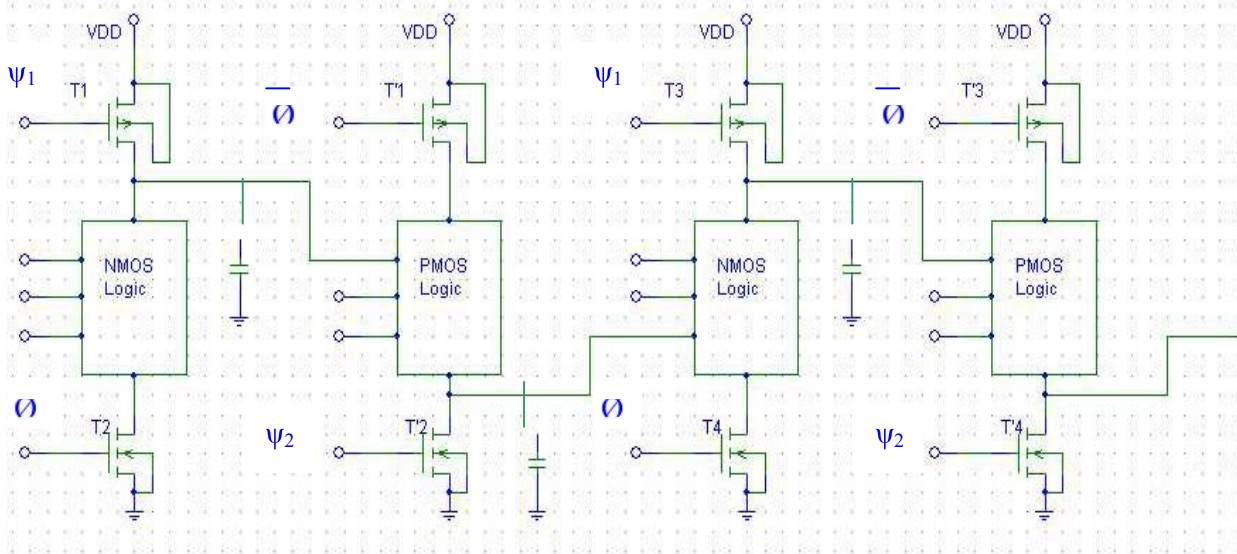 VDD VDD VDD VDD
ψ1 T1 T'1 ψ1 T3 T'3
Ø Ø
NMOS Logic PMOS Logic NMOS Logic PMOS Logic
Ø T2 ψ2 T'2 Ø T4 ψ2 T'4